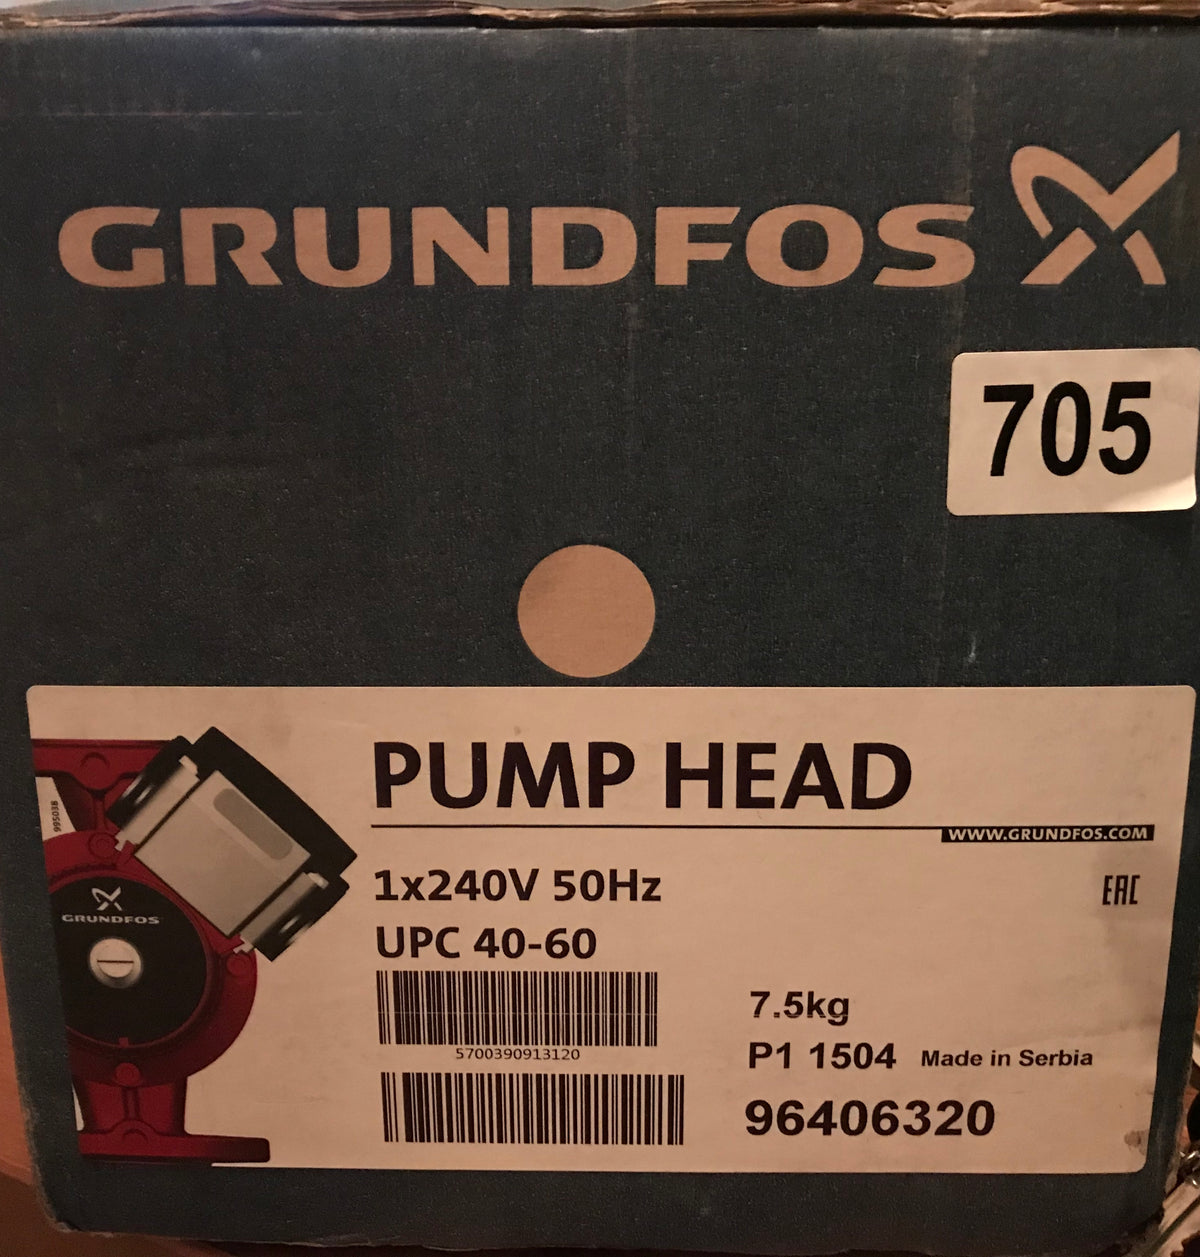 GRUNDFOS
705
PUMP HEAD
WWW.GRUNDFOS.COM
1x240V 50Hz
EAC
UPC 40-60
GRUNDFOS
995038
5700390913120
7.5kg
P1 1504 Made in Serbia
96406320